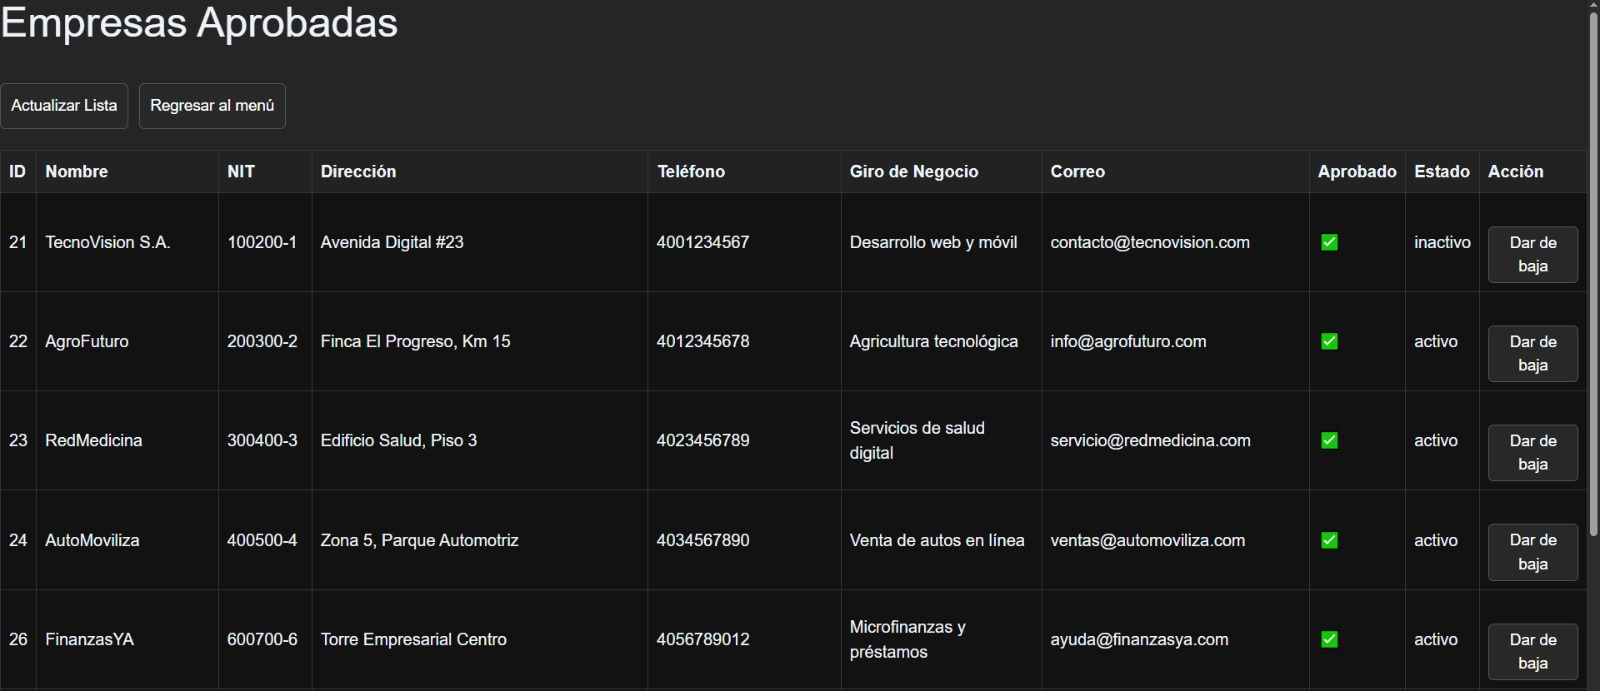 Empresas Aprobadas
Actualizar Lista Regresar al menú
ID Nombre NIT Dirección Teléfono Giro de Negocio Correo Aprobado Estado Acción
21 TecnoVision S.A. 100200-1 Avenida Digital #23 4001234567 Desarrollo web y móvil contacto@tecnovision.com ✅ inactivo Dar de
baja
22 AgroFuturo 200300-2 Finca El Progreso, Km 15 4012345678 Agricultura tecnológica info@agrofuturo.com ✅ activo Dar de
baja
23 RedMedicina 300400-3 Edificio Salud, Piso 3 4023456789 Servicios de salud
digital servicio@redmedicina.com ✅ activo Dar de
baja
24 AutoMoviliza 400500-4 Zona 5, Parque Automotriz 4034567890 Venta de autos en línea ventas@automoviliza.com ✅ activo Dar de
baja
26 FinanzasYA 600700-6 Torre Empresarial Centro 4056789012 Microfinanzas y
préstamos ayuda@finanzasya.com ✅ activo Dar de
baja